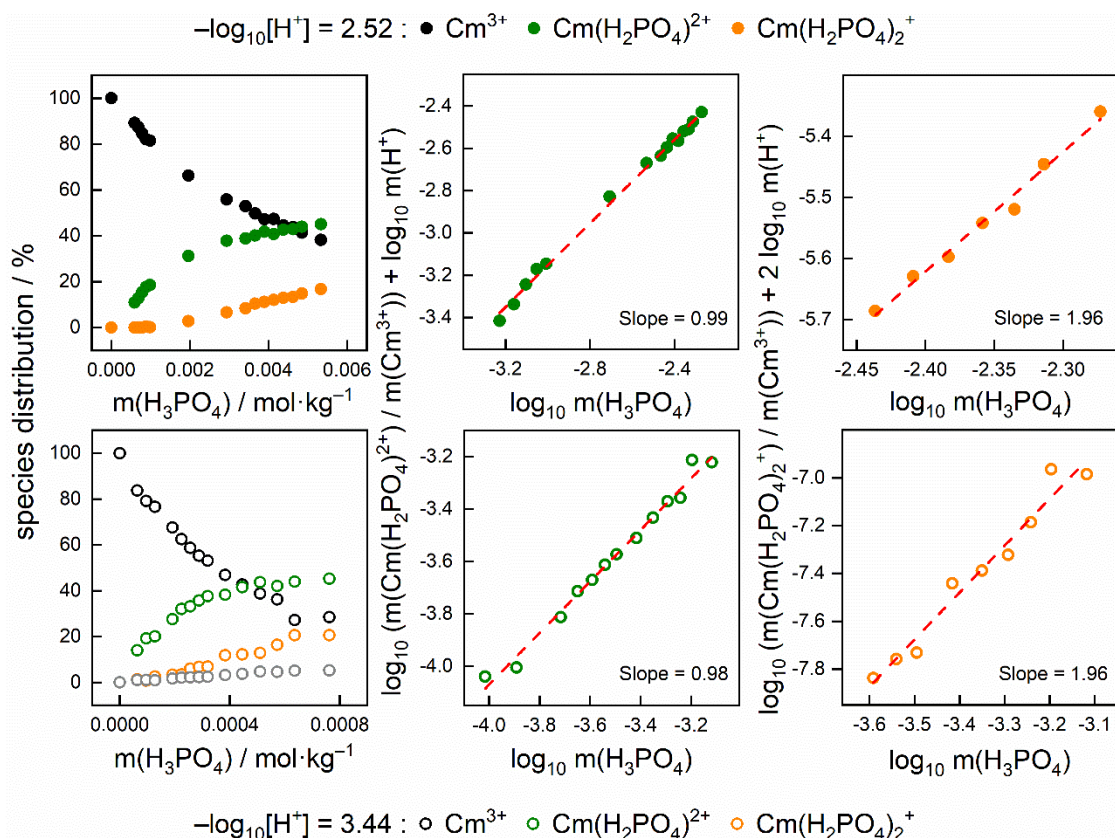 –log₁₀[H⁺] = 2.52 : ● Cm³⁺ ● Cm(H₂PO₄)²⁺ ● Cm(H₂PO₄)₂⁺
species distribution / %
100
80
60
40
20
0
0.000 0.002 0.004 0.006
m(H₃PO₄) / mol·kg⁻¹
log₁₀ (m(Cm(H₂PO₄)²⁺) / m(Cm³⁺)) + log₁₀ m(H⁺)
-2.4
-2.6
-2.8
-3.0
-3.2
-3.4
Slope = 0.99
-3.2 -2.8 -2.4
log₁₀ m(H₃PO₄)
log₁₀ (m(Cm(H₂PO₄)₂⁺) / m(Cm³⁺)) + 2 log₁₀ m(H⁺)
-5.4
-5.5
-5.6
-5.7
Slope = 1.96
-2.45 -2.40 -2.35 -2.30
log₁₀ m(H₃PO₄)
100
80
60
40
20
0
0.0000 0.0004 0.0008
m(H₃PO₄) / mol·kg⁻¹
-3.2
-3.6
-4.0
Slope = 0.98
-4.0 -3.8 -3.6 -3.4 -3.2
log₁₀ m(H₃PO₄)
-7.0
-7.2
-7.4
-7.6
-7.8
Slope = 1.96
-3.6 -3.5 -3.4 -3.3 -3.2 -3.1
log₁₀ m(H₃PO₄)
–log₁₀[H⁺] = 3.44 : ○ Cm³⁺ ○ Cm(H₂PO₄)²⁺ ○ Cm(H₂PO₄)₂⁺